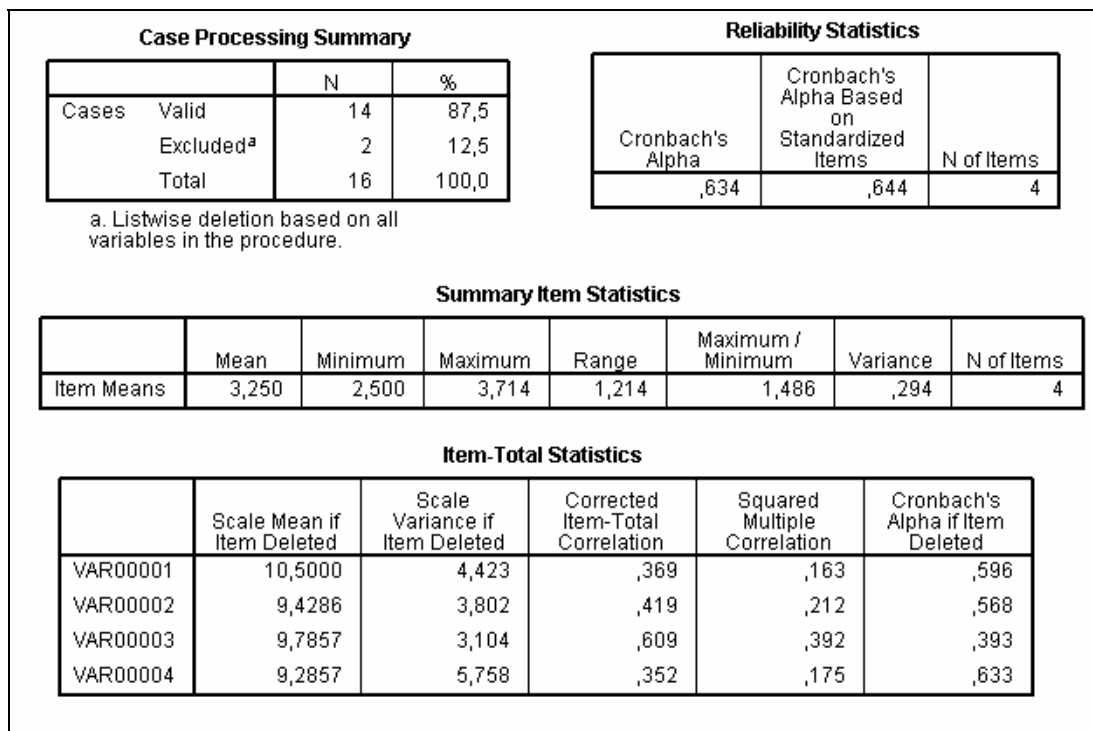 Case Processing Summary
N %
Cases Valid 14 87,5
Excludedª 2 12,5
Total 16 100,0
a. Listwise deletion based on all
variables in the procedure.
Reliability Statistics
Cronbach's
Alpha
Cronbach's
Alpha Based
on
Standardized
Items
N of Items
,634 ,644 4
Summary Item Statistics
Mean Minimum Maximum Range Maximum /
Minimum Variance N of Items
Item Means 3,250 2,500 3,714 1,214 1,486 ,294 4
Item-Total Statistics
Scale Mean if
Item Deleted
Scale
Variance if
Item Deleted
Corrected
Item-Total
Correlation
Squared
Multiple
Correlation
Cronbach's
Alpha if Item
Deleted
VAR00001 10,5000 4,423 ,369 ,163 ,596
VAR00002 9,4286 3,802 ,419 ,212 ,568
VAR00003 9,7857 3,104 ,609 ,392 ,393
VAR00004 9,2857 5,758 ,352 ,175 ,633